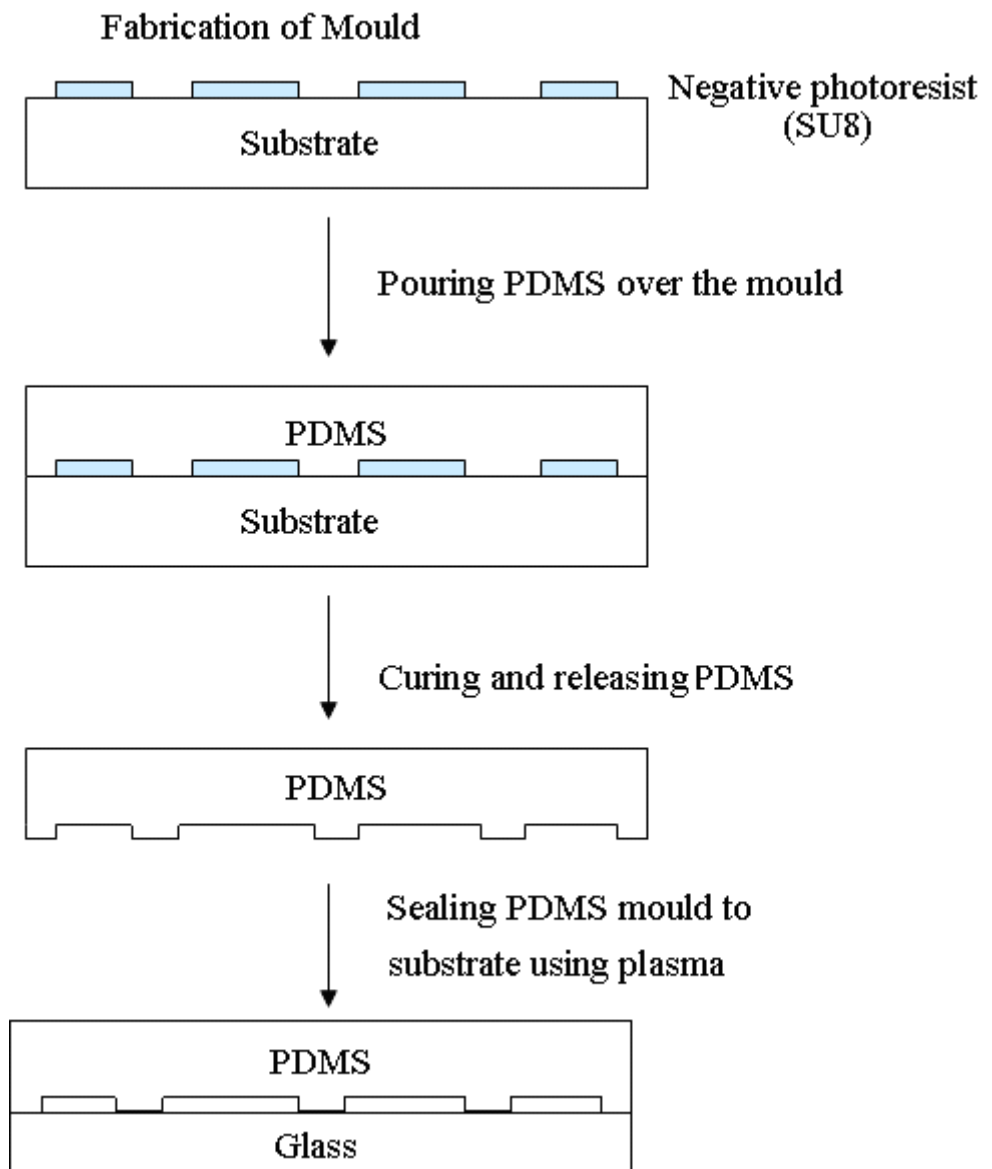 Fabrication of Mould
Negative photoresist
(SU8)
Substrate
Pouring PDMS over the mould
PDMS
Substrate
Curing and releasing PDMS
PDMS
Sealing PDMS mould to
substrate using plasma
PDMS
Glass